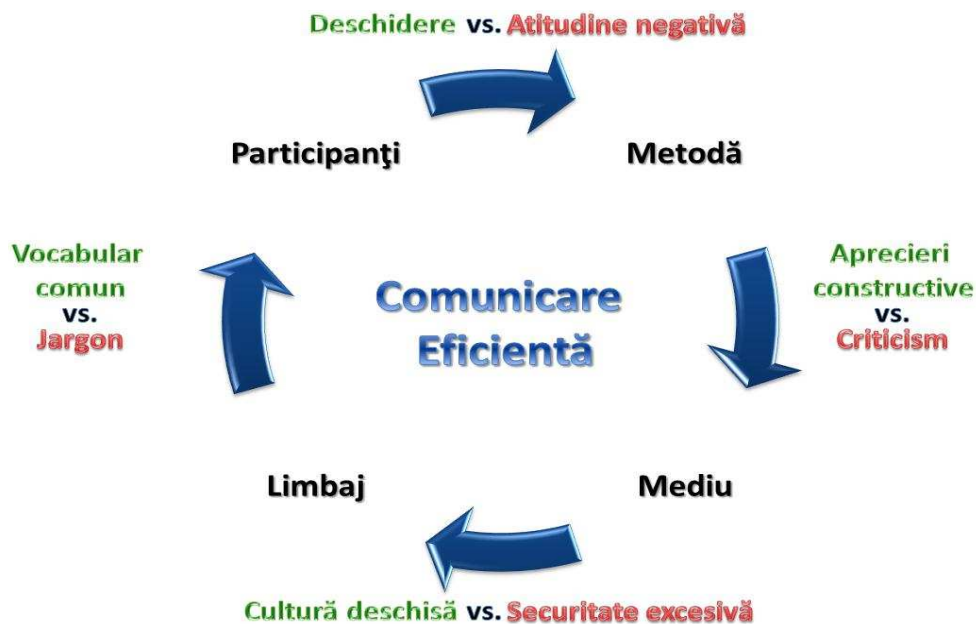 Deschidere vs. Atitudine negativă
Participanţi
Metodă
Vocabular
comun
vs.
Jargon
Comunicare
Eficientă
Aprecieri
constructive
vs.
Criticism
Limbaj
Mediu
Cultură deschisă vs. Securitate excesivă